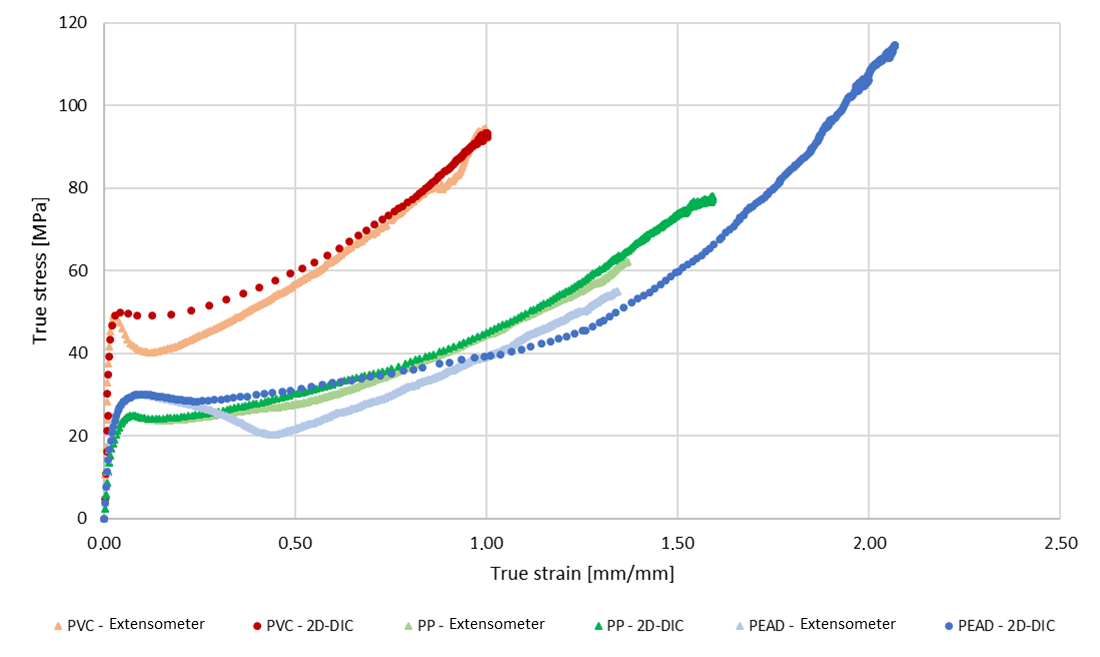 True stress [MPa]
120
100
80
60
40
20
0
0.00 0.50 1.00 1.50 2.00 2.50
True strain [mm/mm]
PVC - Extensometer PVC - 2D-DIC PP - Extensometer PP - 2D-DIC PEAD - Extensometer PEAD - 2D-DIC